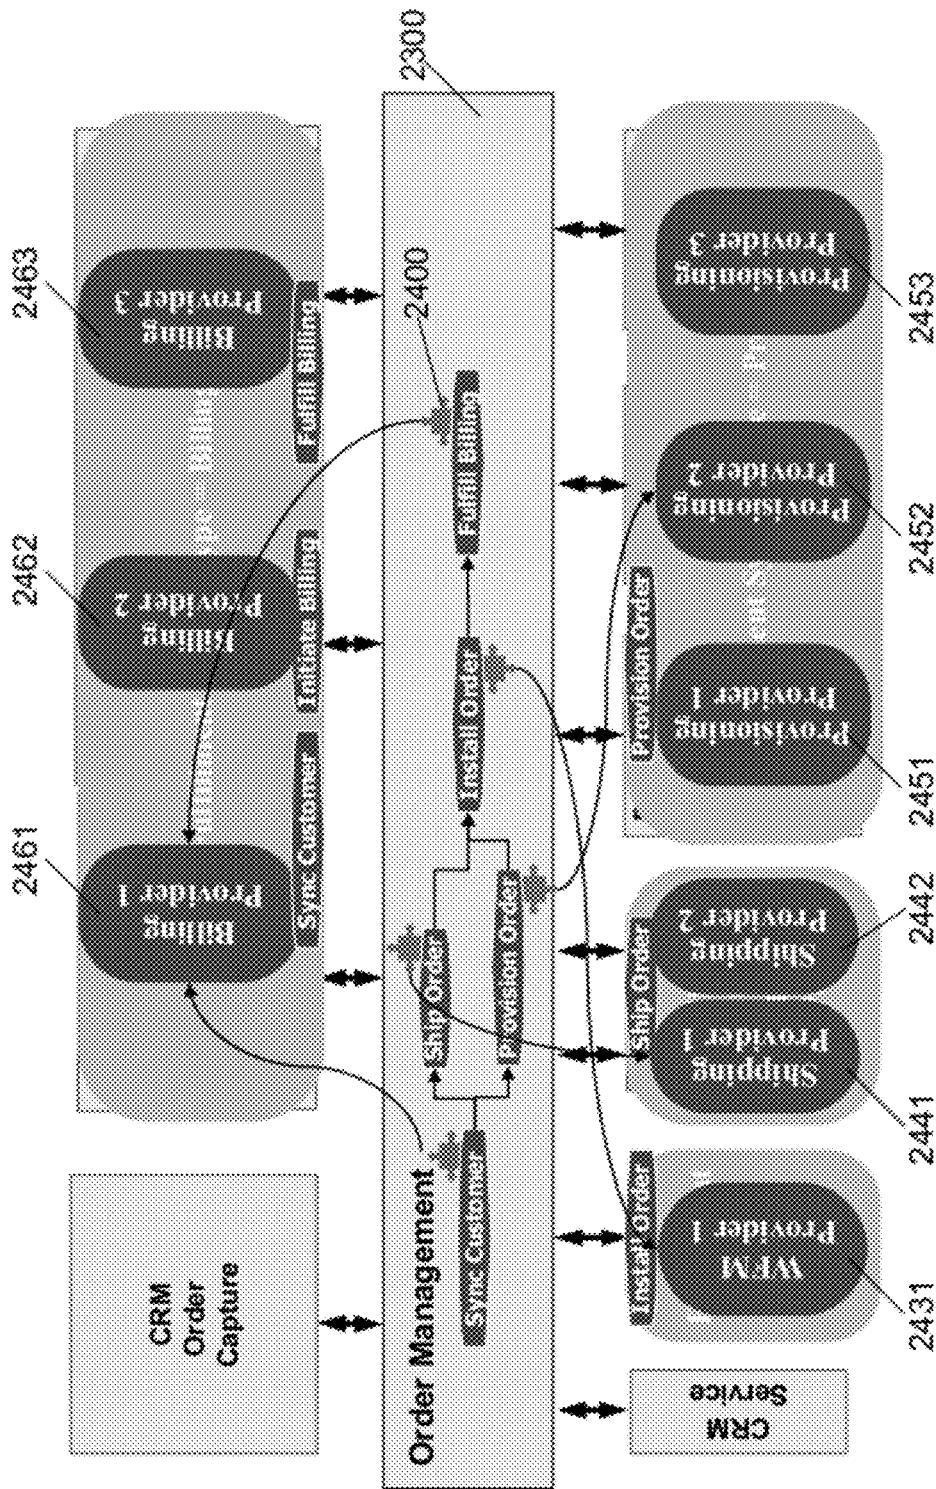 2300
2461
2462
2463
Billing
Provider 1
Billing
Provider 2
Billing
Provider 3
Billing
Sync Customer
Initiate Billing
Fulfill Billing
CRM
Order
Capture
Order Management
2400
Sync Customer
Ship Order
Provision Order
Install Order
Fulfill Billing
CRM
Service
Install Order
WFM
Provider 1
Ship Order
Shipping
Provider 1
Shipping
Provider 2
Provision Order
Provisioning
Provider 1
Provisioning
Provider 2
Provisioning
Provider 3
2431
2441
2442
2451
2452
2453